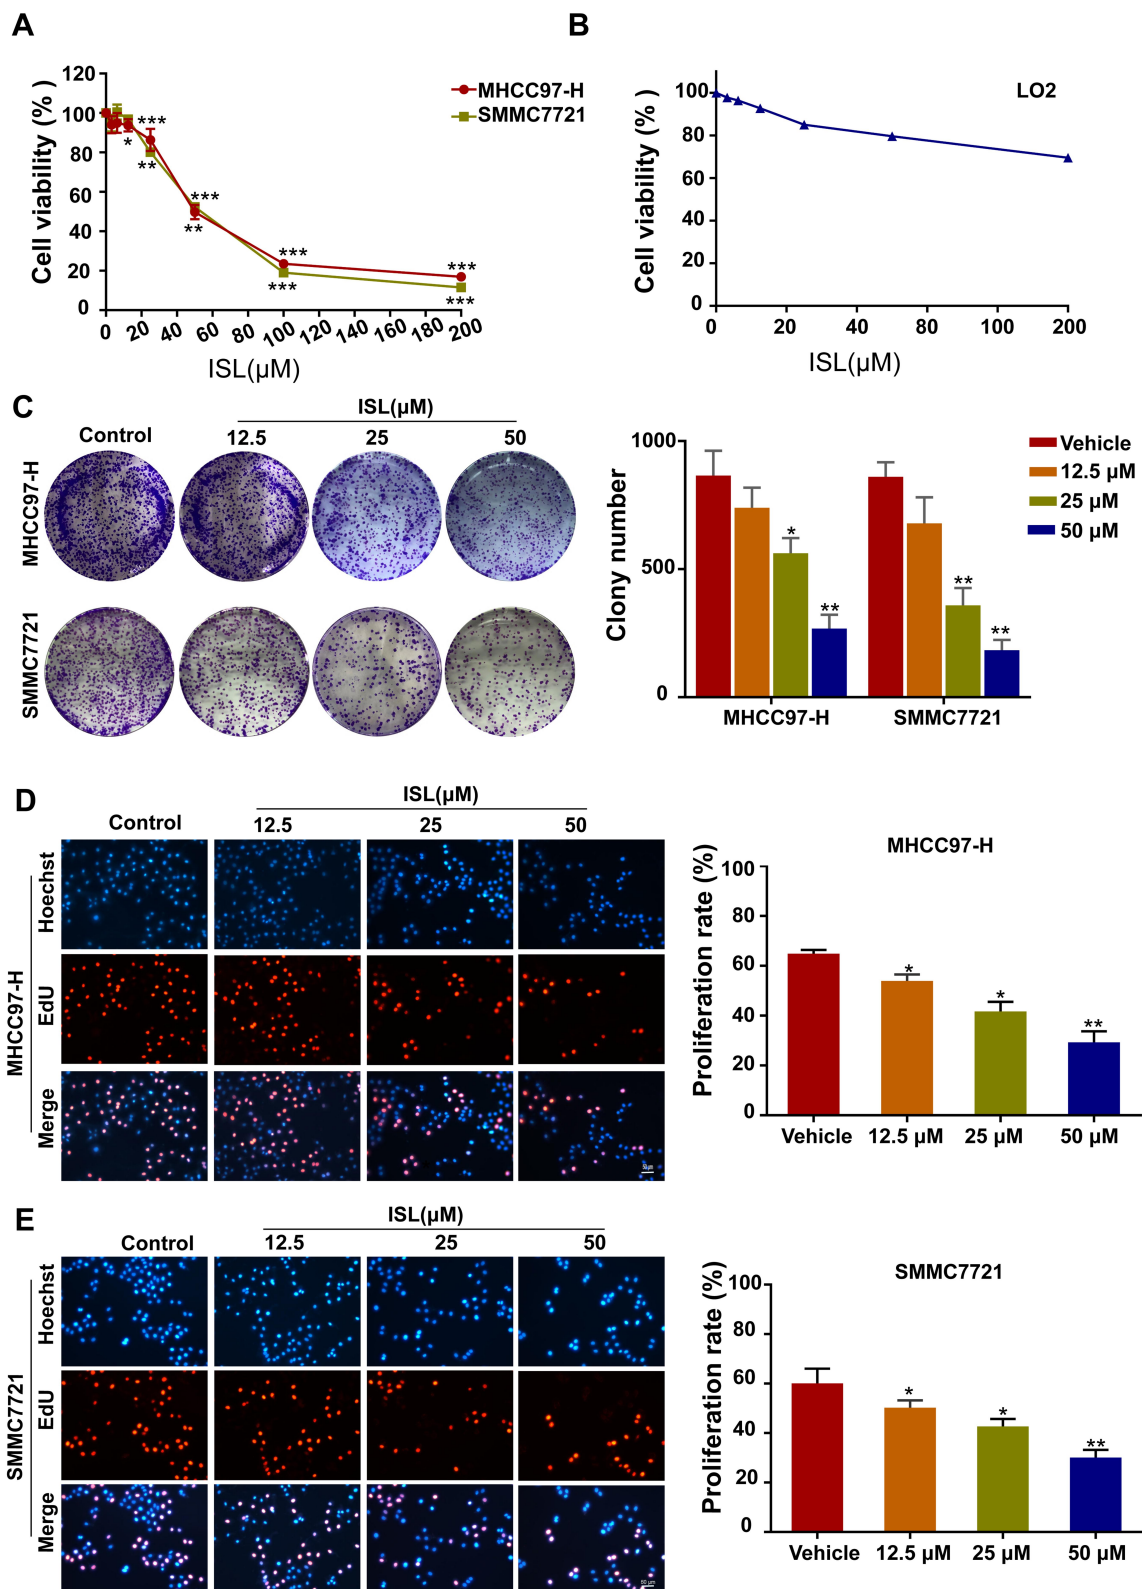 A
Cell viability (%)
120
100
80
60
40
20
0
0 20 40 60 80 100 120 140 160 180 200
ISL(μM)
MHCC97-H
SMMC7721
***
*
**
***
**
***
***
***
***
B
Cell viability (%)
LO2
100
80
60
40
20
0
0 20 40 80 100 200
ISL(μM)
C
ISL(μM)
Control 12.5 25 50
MHCC97-H
SMMC7721
Clony number
1000
500
0
*
**
**
**
MHCC97-H SMMC7721
Vehicle
12.5 μM
25 μM
50 μM
D
ISL(μM)
Control 12.5 25 50
MHCC97-H
Hoechst
EdU
Merge
50 μm
MHCC97-H
Proliferation rate (%)
100
80
60
40
20
0
*
*
**
Vehicle 12.5 μM 25 μM 50 μM
E
ISL(μM)
Control 12.5 25 50
SMMC7721
Hoechst
EdU
Merge
50 μm
SMMC7721
Proliferation rate (%)
100
80
60
40
20
0
*
*
**
Vehicle 12.5 μM 25 μM 50 μM